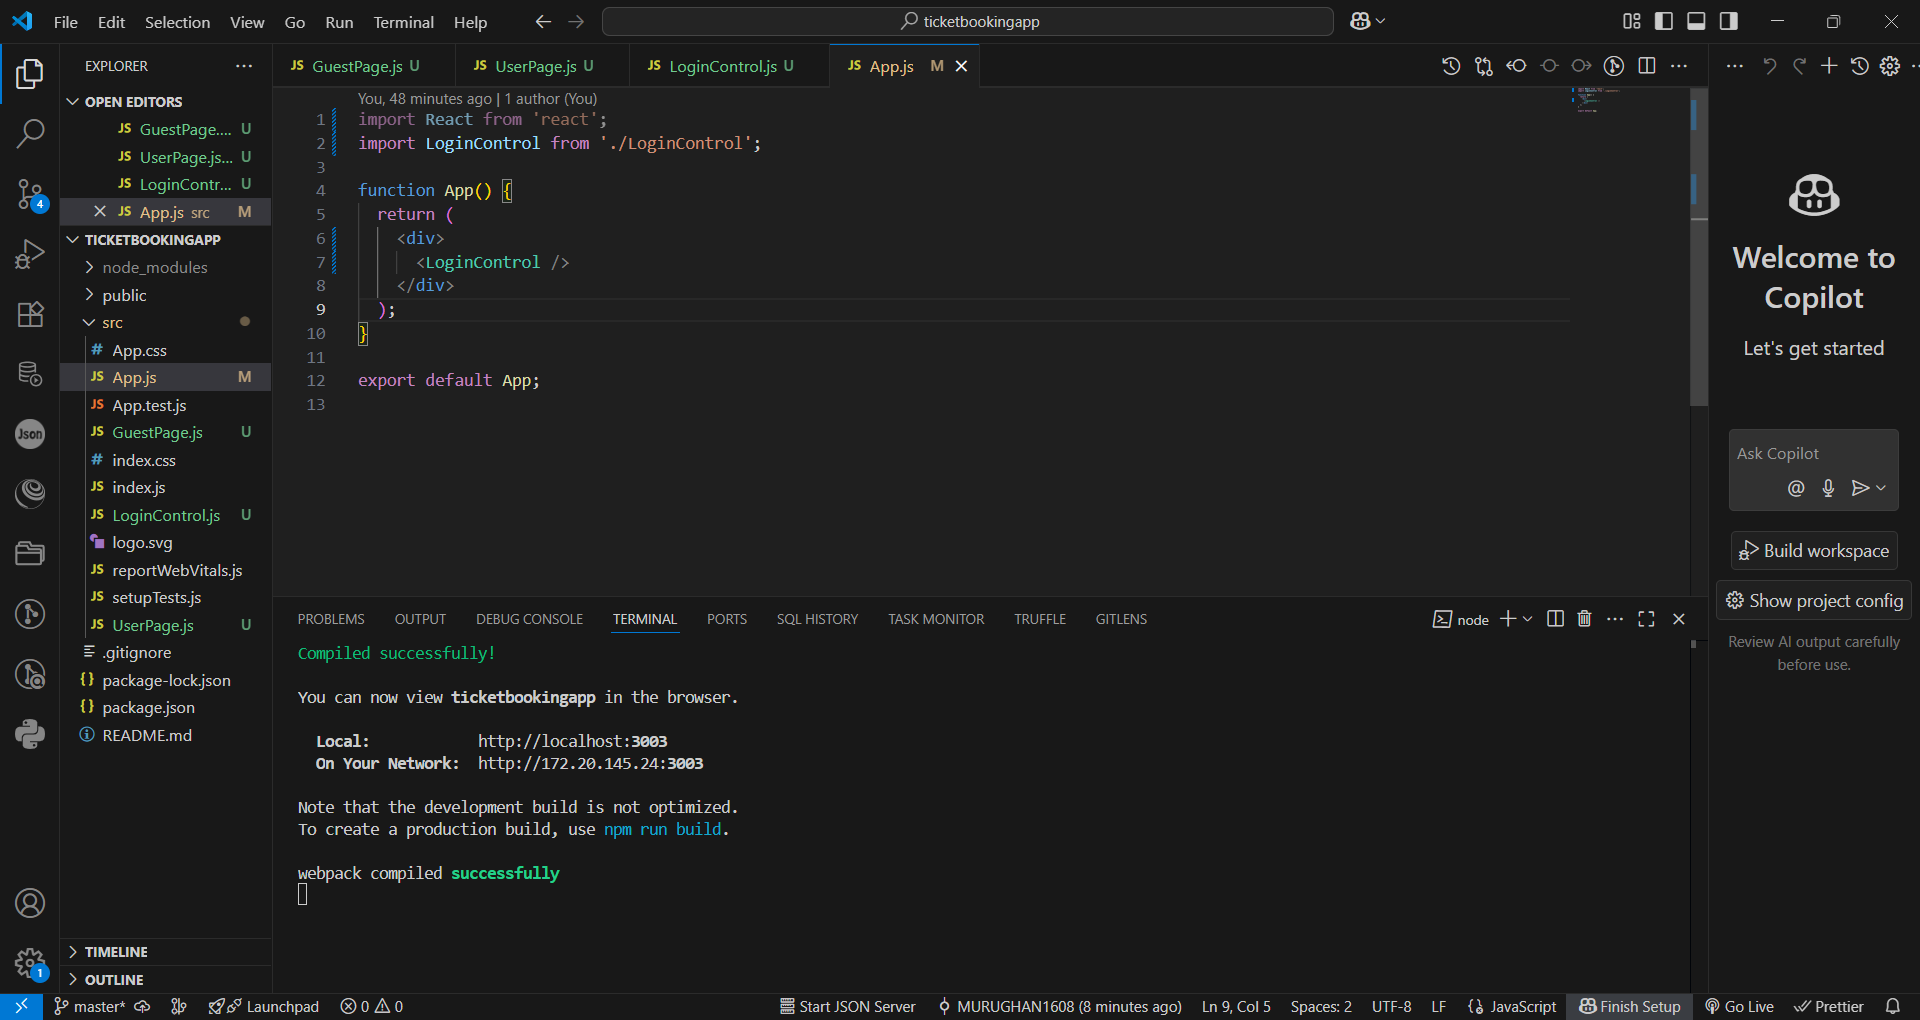 File Edit Selection View Go Run Terminal Help
ticketbookingapp
EXPLORER
OPEN EDITORS
JS GuestPage.... U
JS UserPage.js... U
JS LoginContr... U
JS App.js src M
TICKETBOOKINGAPP
node_modules
public
src
# App.css
JS App.js M
JS App.test.js
JS GuestPage.js U
# index.css
JS index.js
JS LoginControl.js U
logo.svg
JS reportWebVitals.js
JS setupTests.js
JS UserPage.js U
.gitignore
{} package-lock.json
{} package.json
README.md
TIMELINE
OUTLINE
4
Json
1
JS GuestPage.js U
JS UserPage.js U
JS LoginControl.js U
JS App.js M
You, 48 minutes ago | 1 author (You)
1 import React from 'react';
2 import LoginControl from './LoginControl';
3
4 function App() {
5 return (
6 <div>
7 <LoginControl />
8 </div>
9 );
10 }
11
12 export default App;
13
PROBLEMS OUTPUT DEBUG CONSOLE TERMINAL PORTS SQL HISTORY TASK MONITOR TRUFFLE GITLENS
node
Compiled successfully!
You can now view ticketbookingapp in the browser.
Local: http://localhost:3003
On Your Network: http://172.20.145.24:3003
Note that the development build is not optimized.
To create a production build, use npm run build.
webpack compiled successfully
Welcome to
Copilot
Let's get started
Ask Copilot
@
Build workspace
Show project config
Review AI output carefully
before use.
master* Launchpad 0 0 Start JSON Server MURUGHAN1608 (8 minutes ago) Ln 9, Col 5 Spaces: 2 UTF-8 LF {} JavaScript Finish Setup Go Live Prettier